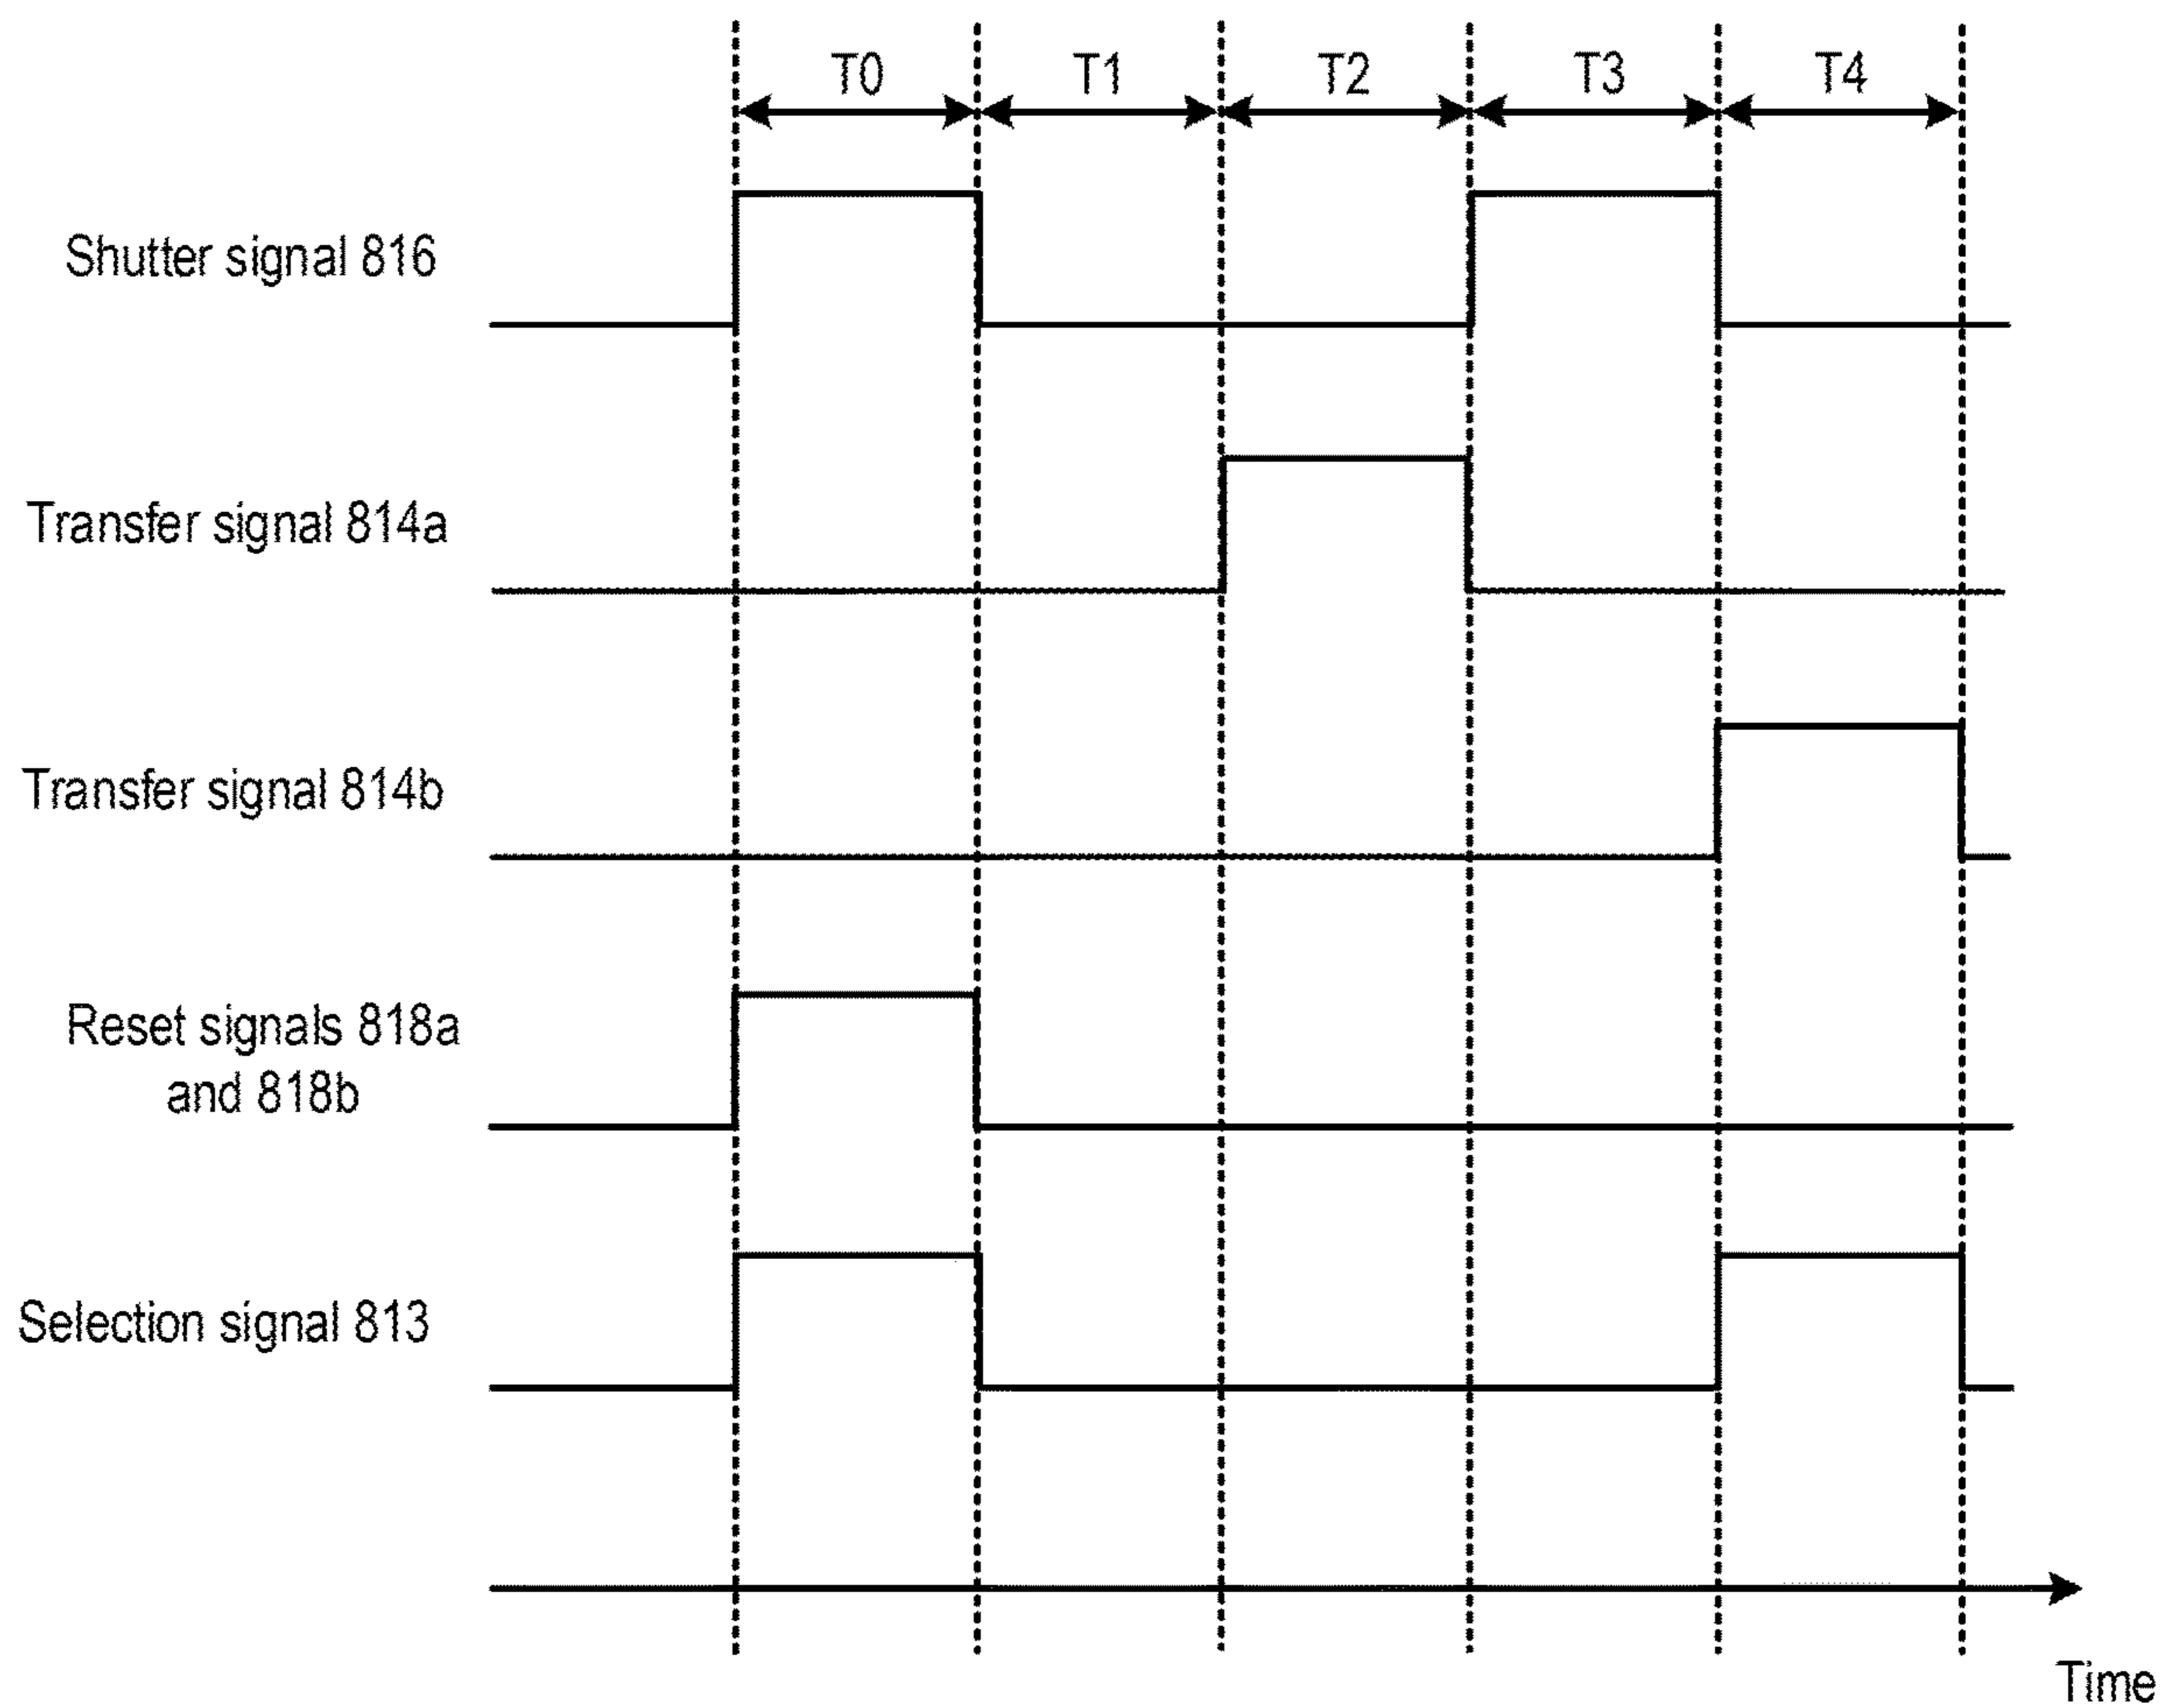 T0 T1 T2 T3 T4
Shutter signal 816
Transfer signal 814a
Transfer signal 814b
Reset signals 818a
and 818b
Selection signal 813
Time